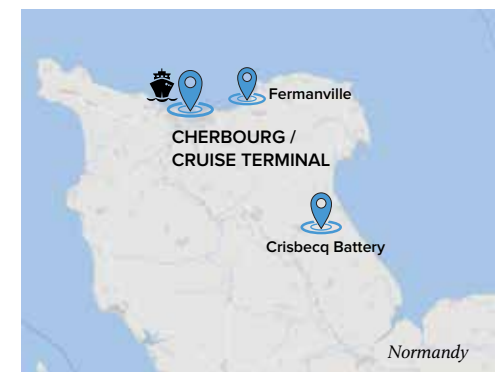 Fermanville
CHERBOURG /
CRUISE TERMINAL
Crisbecq Battery
Normandy